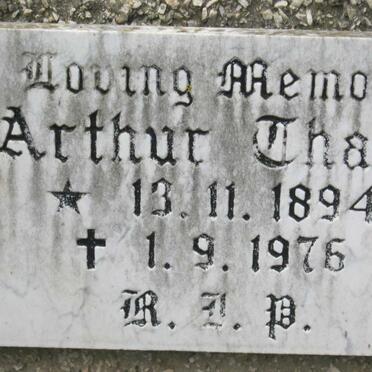 Loving Memo
Arthur Tha
★ 13. 11. 1894
✝ 1. 9. 1976
R. I. P.